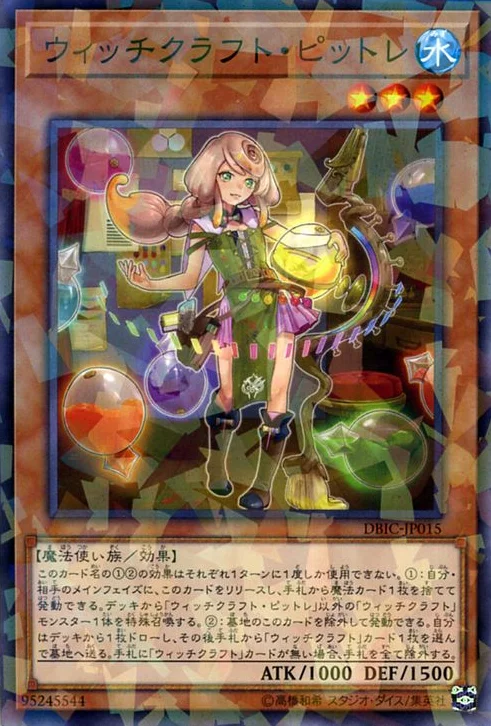 ウィッチクラフト・ピットレ
水
DBIC-JP015
【魔法使い族/効果】
このカード名の①②の効果はそれぞれ1ターンに1度しか使用できない。①:自分・
相手のメインフェイズに、このカードをリリースし、手札から魔法カード1枚を捨てて
発動できる。デッキから「ウィッチクラフト・ピットレ」以外の「ウィッチクラフト」
モンスター1体を特殊召喚する。②:墓地のこのカードを除外して発動できる。自分
はデッキから1枚ドローし、その後手札から「ウィッチクラフト」カード1枚を選ん
で墓地へ送る。手札に「ウィッチクラフト」カードが無い場合、手札を全て除外する。
ATK/1000 DEF/1500
95245544
©高橋和希 スタジオ・ダイス/集英社